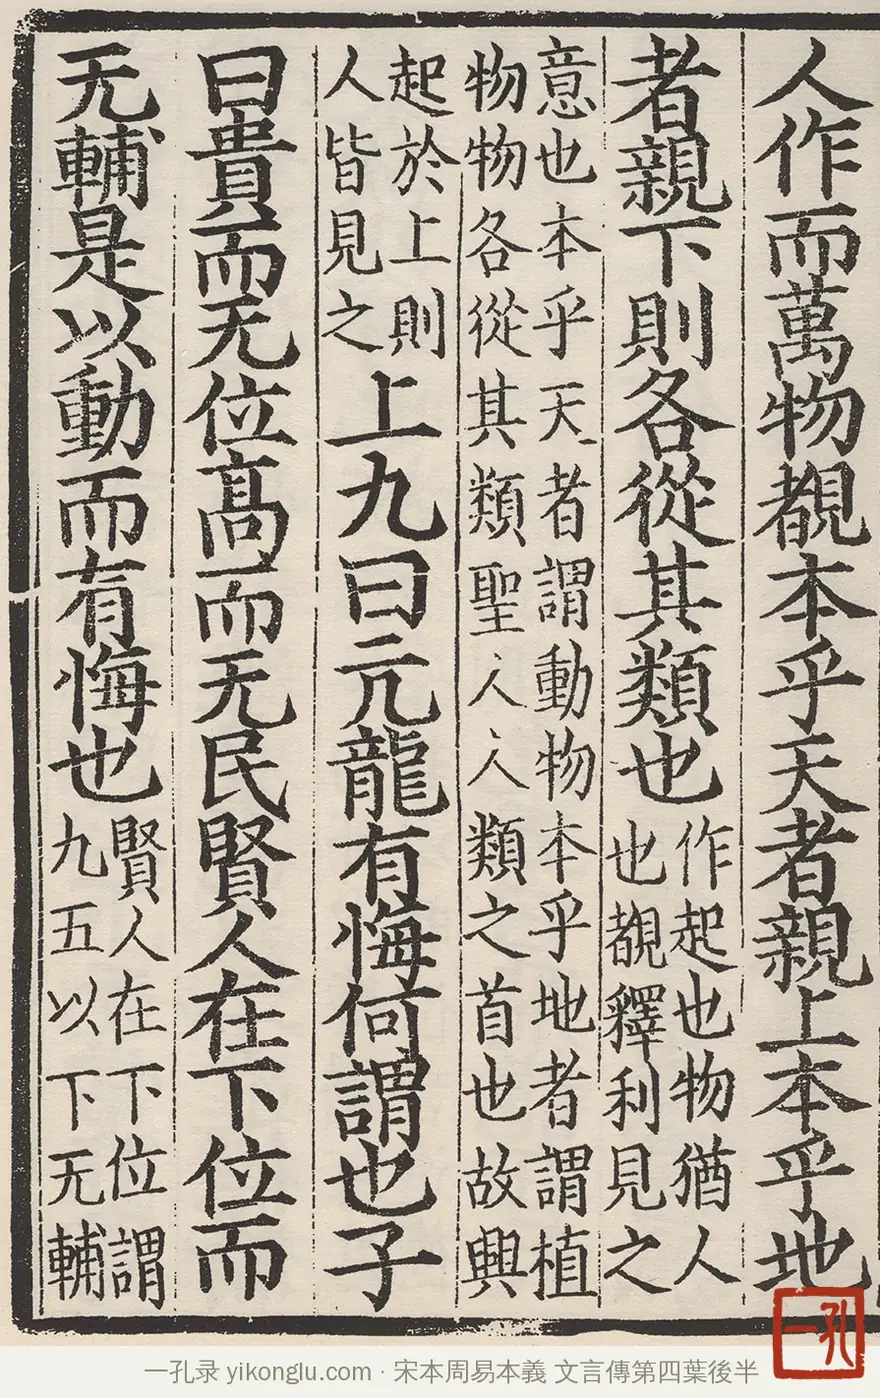 人作而萬物覩本乎天者親上本乎地
者親下則各從其類也
作起也物猶人
也覩釋利見之
意也本乎天者謂動物本乎地者謂植
物物各從其類聖人人類之首也故興
起於上則
人皆見之
上九曰亢龍有悔何謂也子
曰貴而无位髙而无民賢人在下位而
无輔是以動而有悔也
賢人在下位謂
九五以下无輔
一孔
一孔录 yikonglu.com · 宋本周易本義 文言傳第四葉後半